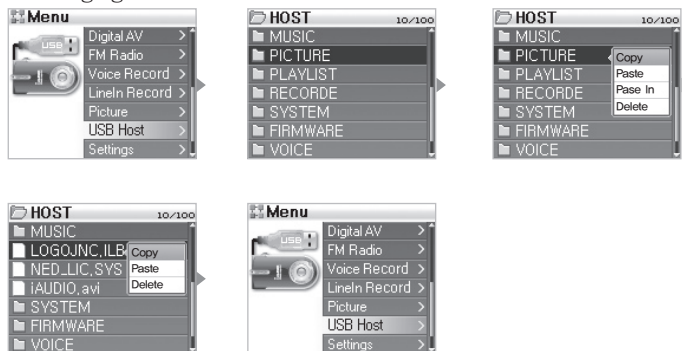 Menu
USB
Digital AV >
FM Radio >
Voice Record >
LineIn Record >
Picture >
USB Host >
Settings >
HOST 10/100
MUSIC
PICTURE
PLAYLIST
RECORDE
SYSTEM
FIRMWARE
VOICE
HOST 10/100
MUSIC
PICTURE
PLAYLIST
RECORDE
SYSTEM
FIRMWARE
VOICE
Copy
Paste
Pase In
Delete
HOST 10/100
MUSIC
LOGOJNC,ILB
NED_LIC,SYS
iAUDIO,avi
SYSTEM
FIRMWARE
VOICE
Copy
Paste
Delete
Menu
USB
Digital AV >
FM Radio >
Voice Record >
LineIn Record >
Picture >
USB Host >
Settings >